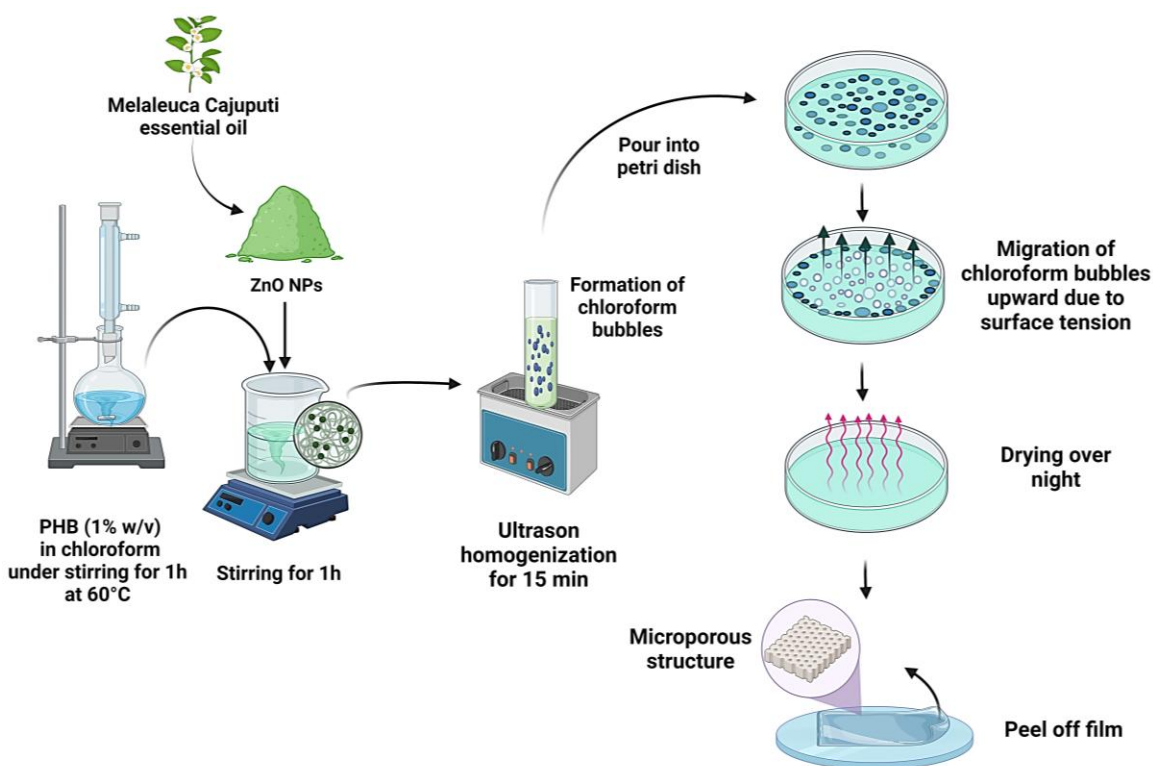 Melaleuca Cajuputi
essential oil
ZnO NPs
PHB (1% w/v)
in chloroform
under stirring for 1h
at 60°C
Stirring for 1h
Formation of
chloroform
bubbles
Ultrason
homogenization
for 15 min
Pour into
petri dish
Migration of
chloroform bubbles
upward due to
surface tension
Drying over
night
Microporous
structure
Peel off film